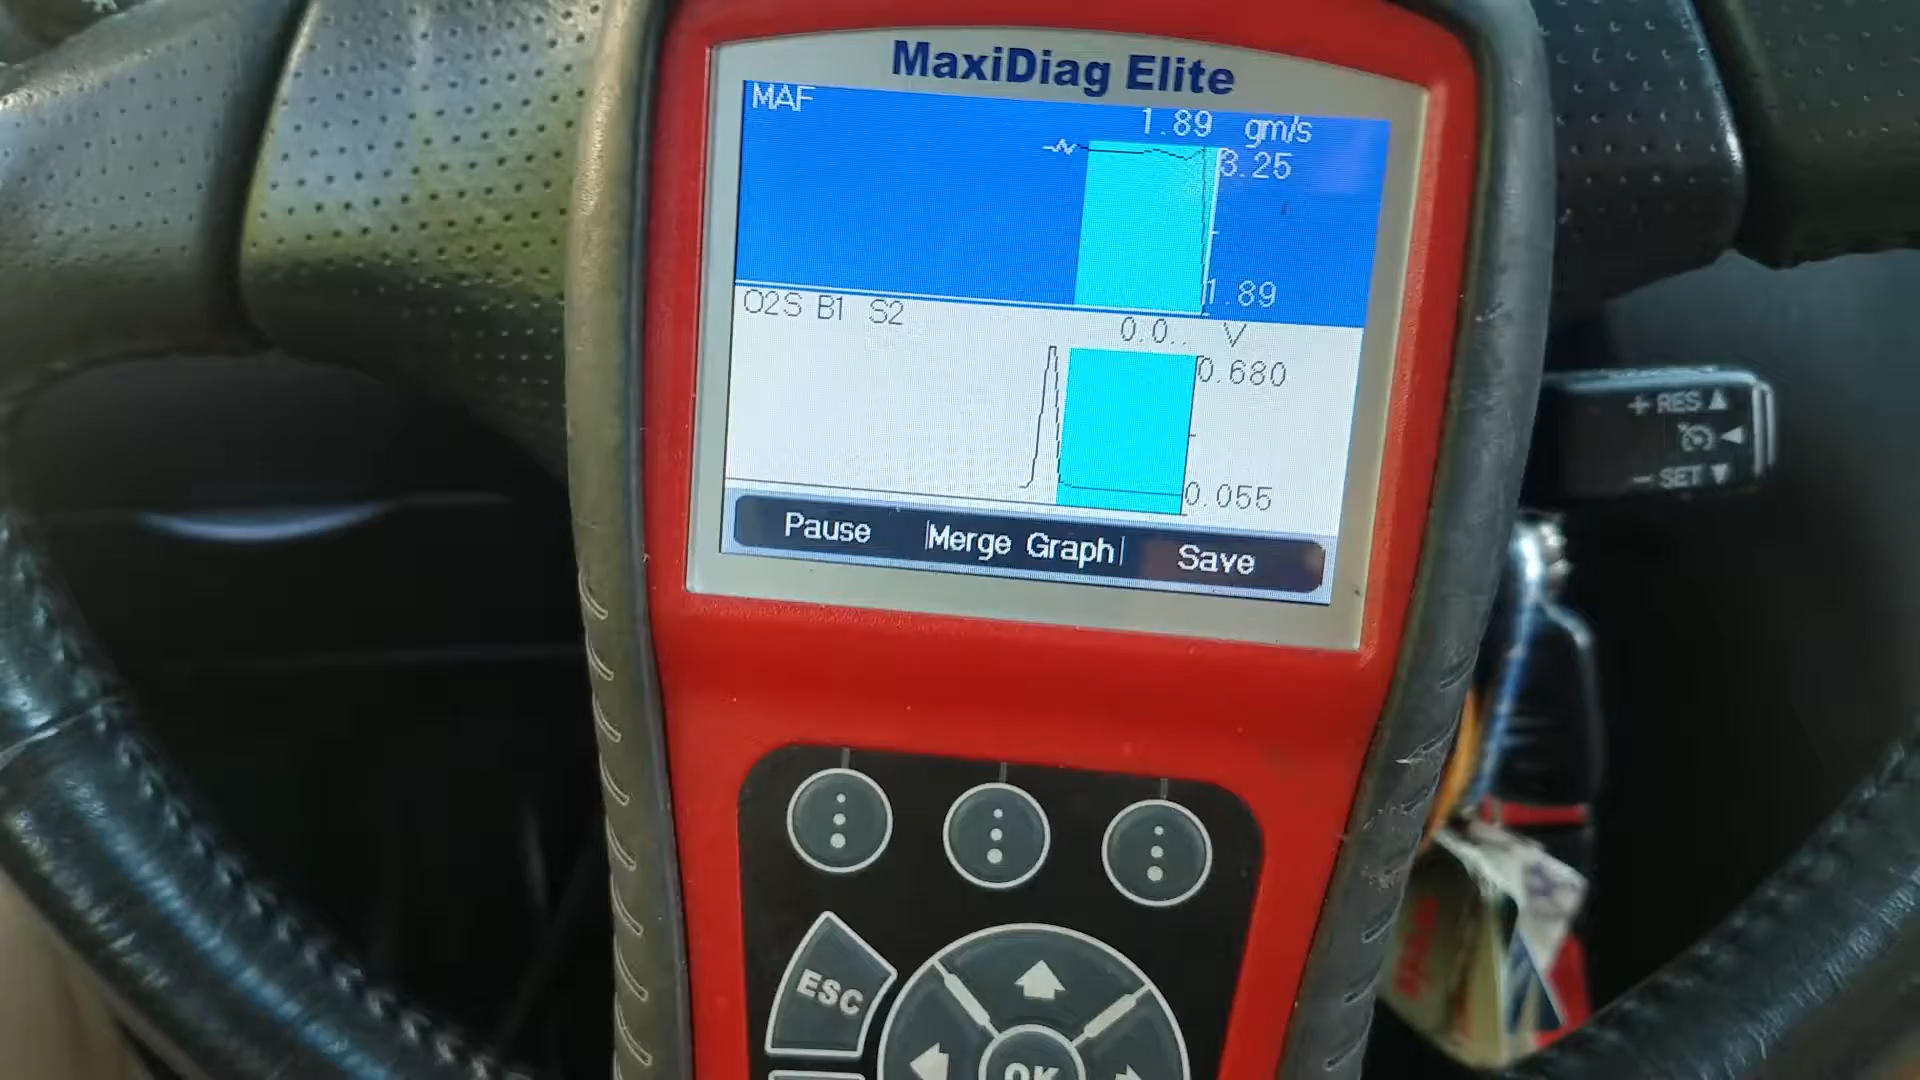 MaxiDiag Elite
MAF
1.89 gm/s
3.25
1.89
O2S B1 S2
0.0.. V
0.680
0.055
Pause
Merge Graph
Save
+ RES ▲
− SET ▼
ESC
OK